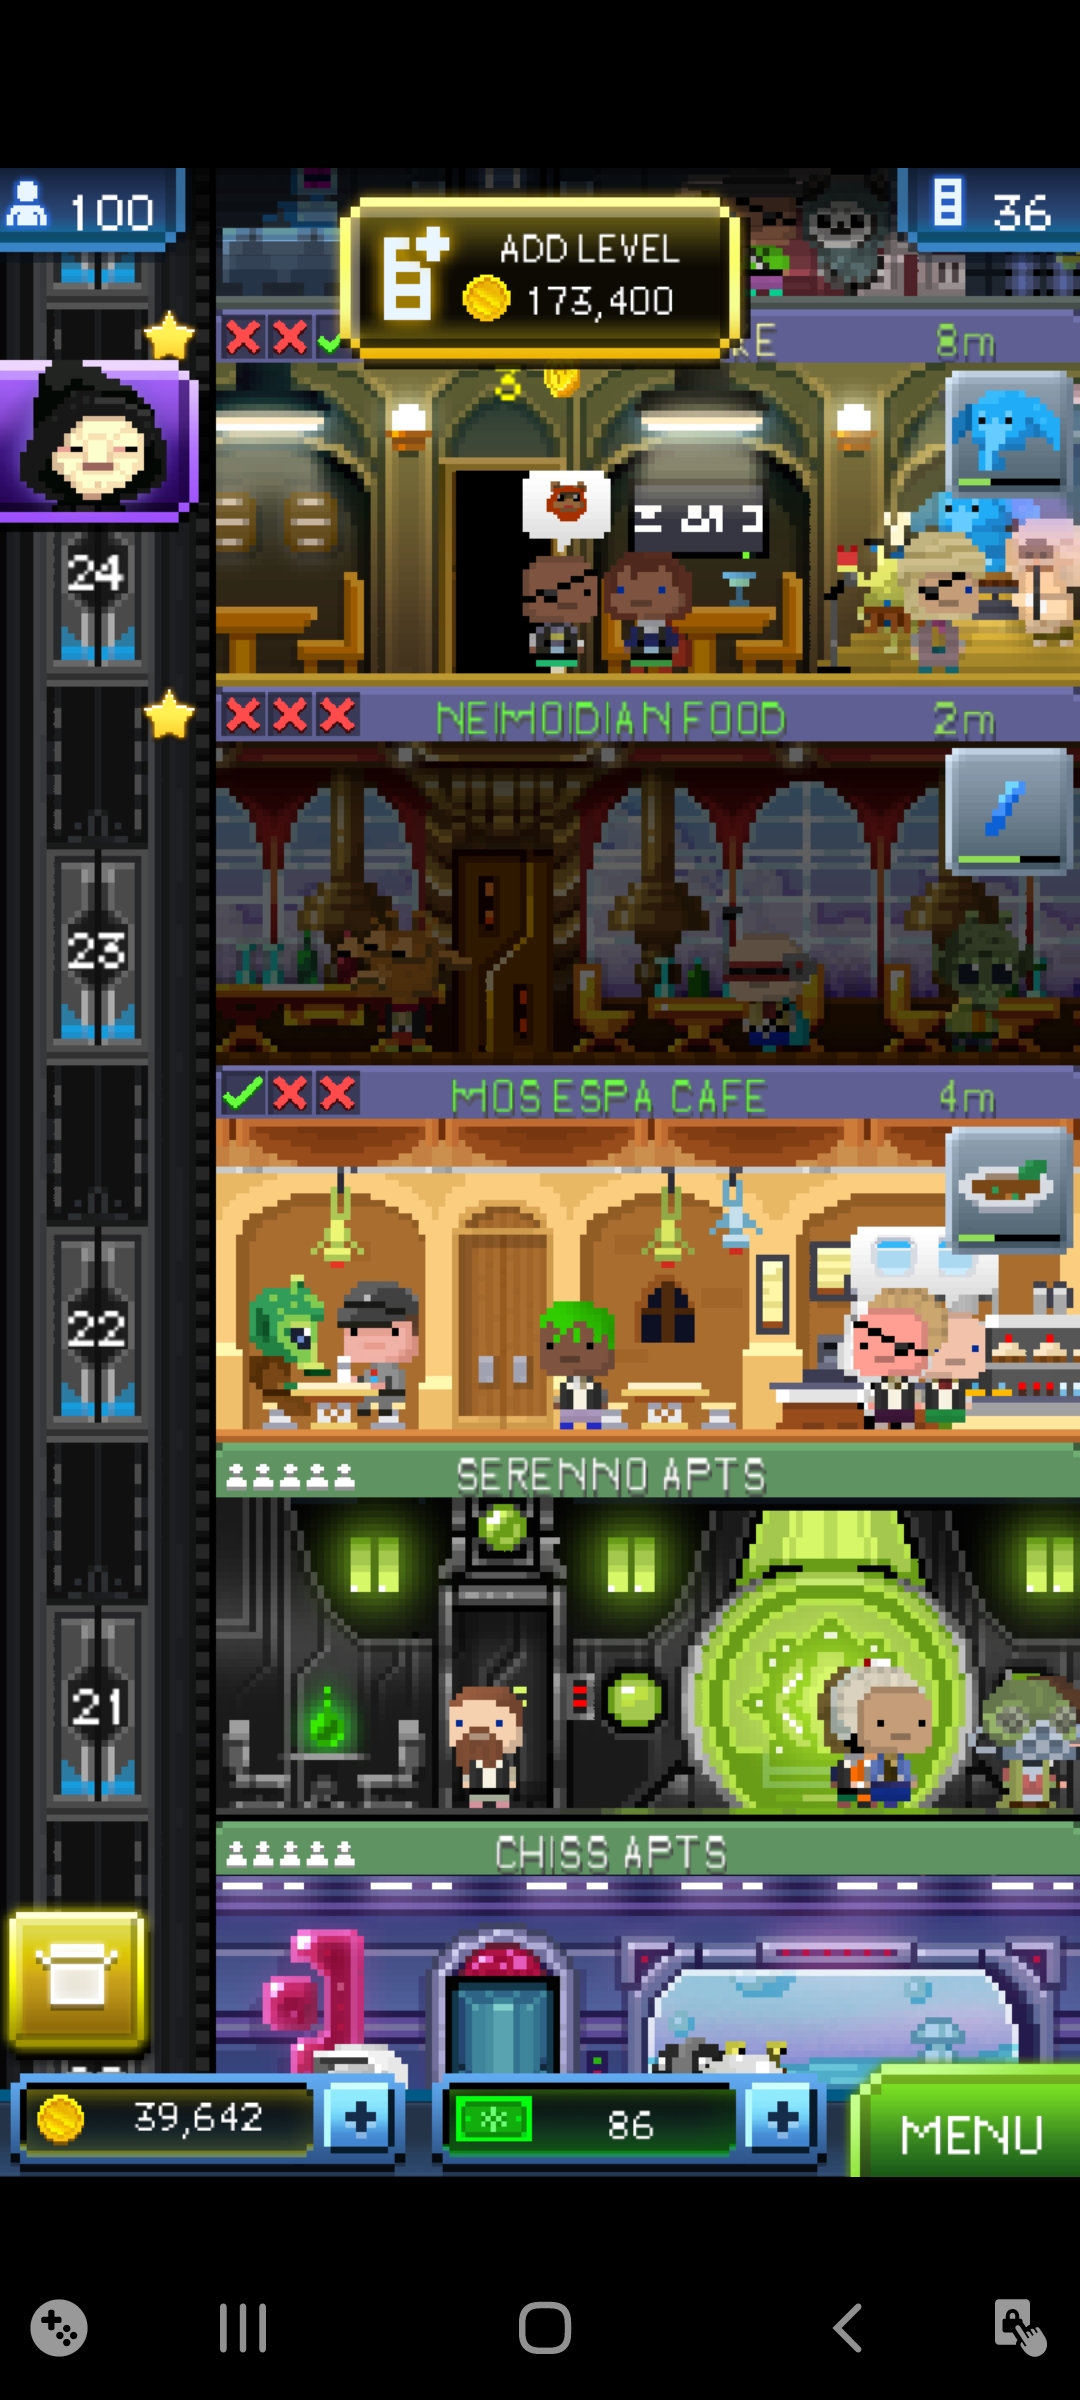 100
ADD LEVEL
173,400
36
KE 8m
24
NEIMOIDIAN FOOD 2m
23
MOS ESPA CAFE 4m
22
SERENNO APTS
21
CHISS APTS
39,642
86
MENU